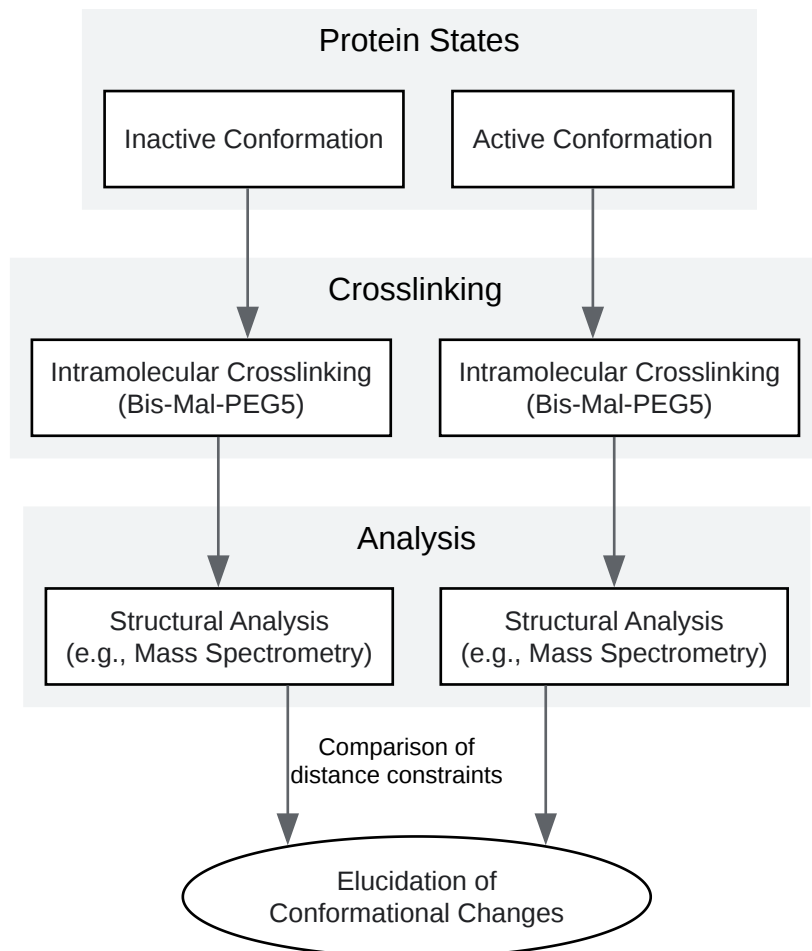 Protein States
Inactive Conformation
Active Conformation
Crosslinking
Intramolecular Crosslinking
(Bis-Mal-PEG5)
Intramolecular Crosslinking
(Bis-Mal-PEG5)
Analysis
Structural Analysis
(e.g., Mass Spectrometry)
Structural Analysis
(e.g., Mass Spectrometry)
Comparison of
distance constraints
Elucidation of
Conformational Changes